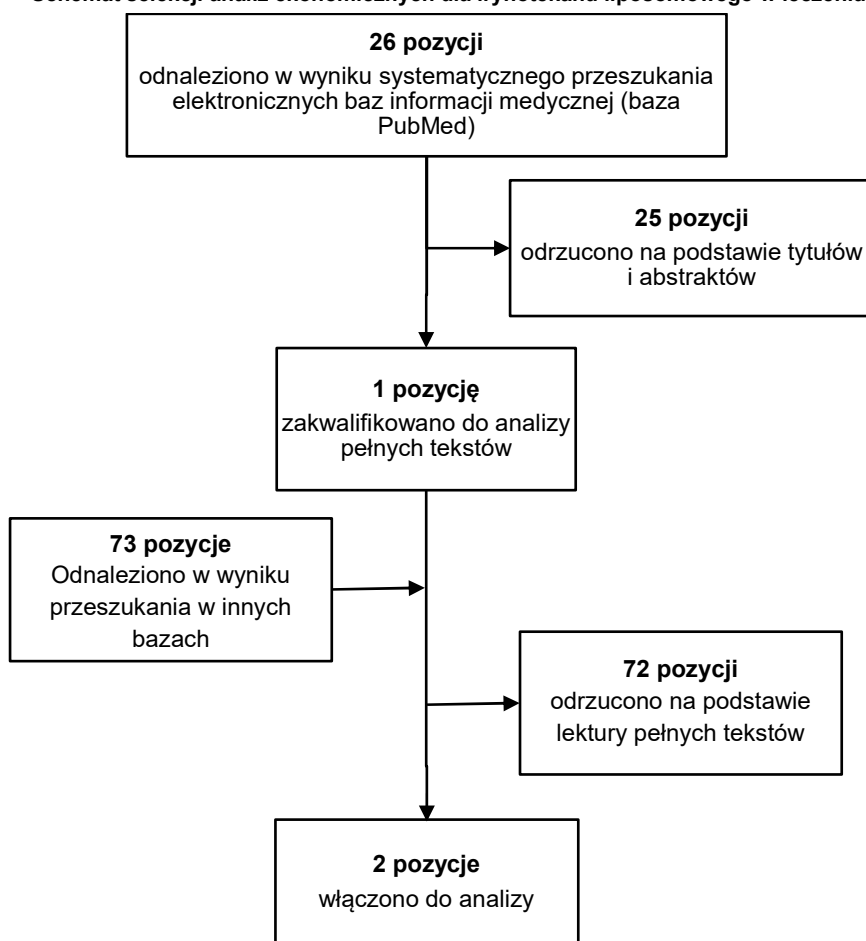 26 pozycji
odnaleziono w wyniku systematycznego przeszukania
elektronicznych baz informacji medycznej (baza
PubMed)
25 pozycji
odrzucono na podstawie tytułów
i abstraktów
1 pozycję
zakwalifikowano do analizy
pełnych tekstów
73 pozycje
Odnaleziono w wyniku
przeszukania w innych
bazach
72 pozycji
odrzucono na podstawie
lektury pełnych tekstów
2 pozycje
włączono do analizy